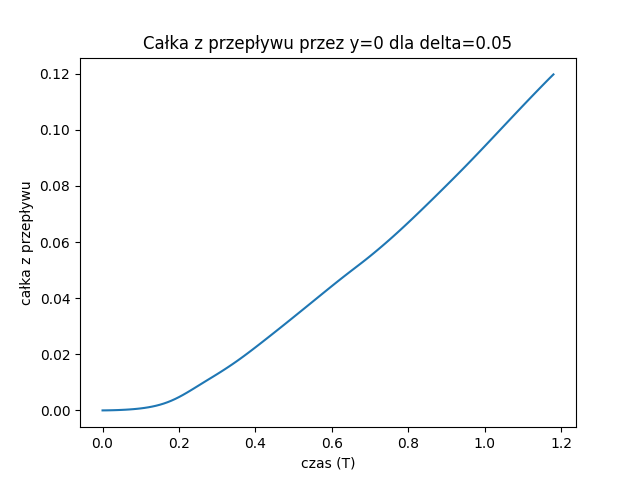 Całka z przepływu przez y=0 dla delta=0.05
całka z przepływu
0.12
0.10
0.08
0.06
0.04
0.02
0.00
0.0 0.2 0.4 0.6 0.8 1.0 1.2
czas (T)